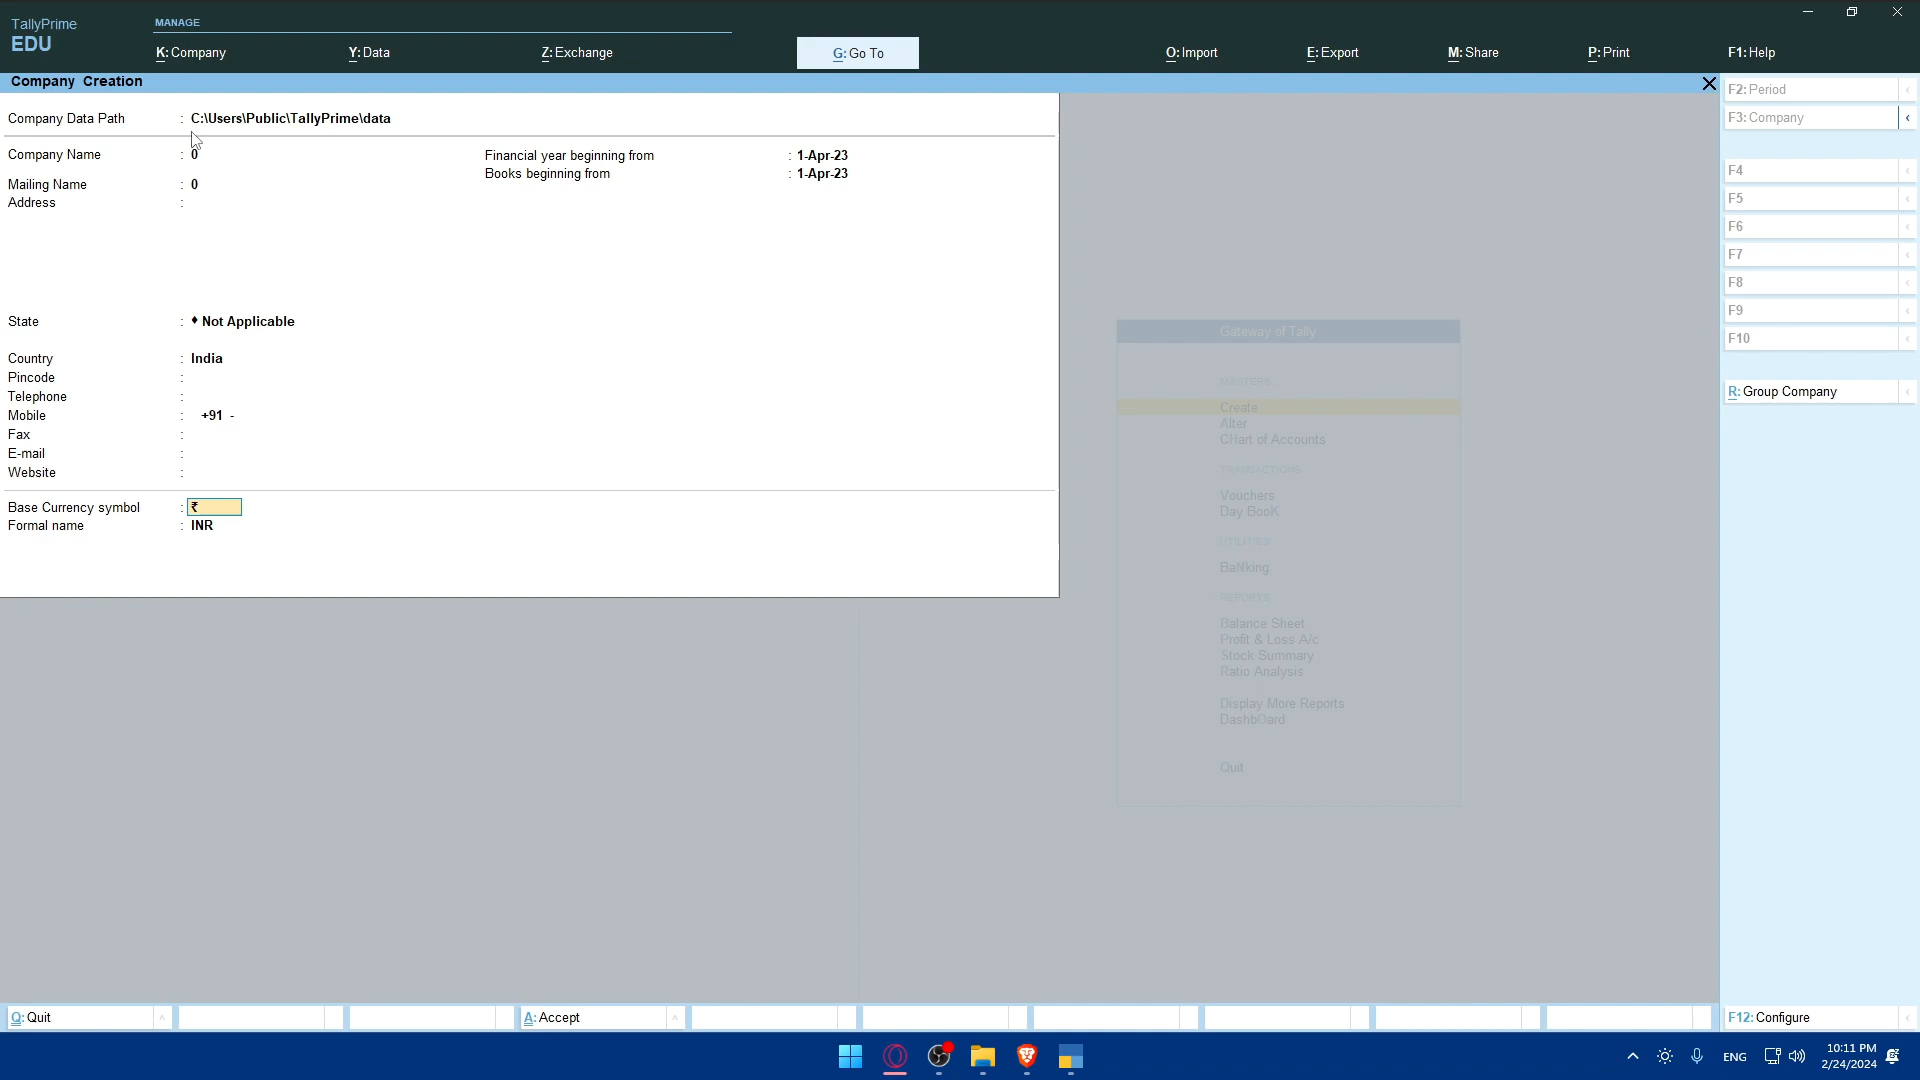 TallyPrime
EDU
MANAGE
K: Company
Y: Data
Z: Exchange
G: Go To
O: Import
E: Export
M: Share
P: Print
F1: Help
Company Creation
Company Data Path : C:\Users\Public\TallyPrime\data
Company Name : 0
Financial year beginning from : 1-Apr-23
Books beginning from : 1-Apr-23
Mailing Name : 0
Address :
State : ♦ Not Applicable
Country : India
Pincode :
Telephone :
Mobile : +91 -
Fax :
E-mail :
Website :
Base Currency symbol : ₹
Formal name : INR
Gateway of Tally
MASTERS
Create
Alter
CHart of Accounts
TRANSACTIONS
Vouchers
Day BooK
UTILITIES
BaNking
REPORTS
Balance Sheet
Profit & Loss A/c
Stock Summary
Ratio Analysis
Display More Reports
DashbOard
Quit
F2: Period
F3: Company
F4
F5
F6
F7
F8
F9
F10
R: Group Company
F12: Configure
Q: Quit
A: Accept
ENG
10:11 PM
2/24/2024